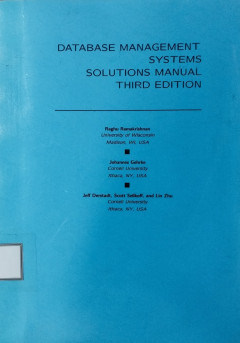 DATABASE MANAGEMENT
SYSTEMS
SOLUTIONS MANUAL
THIRD EDITION
Raghu Ramakrishnan
University of Wisconsin
Madison, WI, USA
Johannes Gehrke
Cornell University
Ithaca, NY, USA
Jeff Derstadt, Scott Selikoff, and Lin Zhu
Cornell University
Ithaca, NY, USA